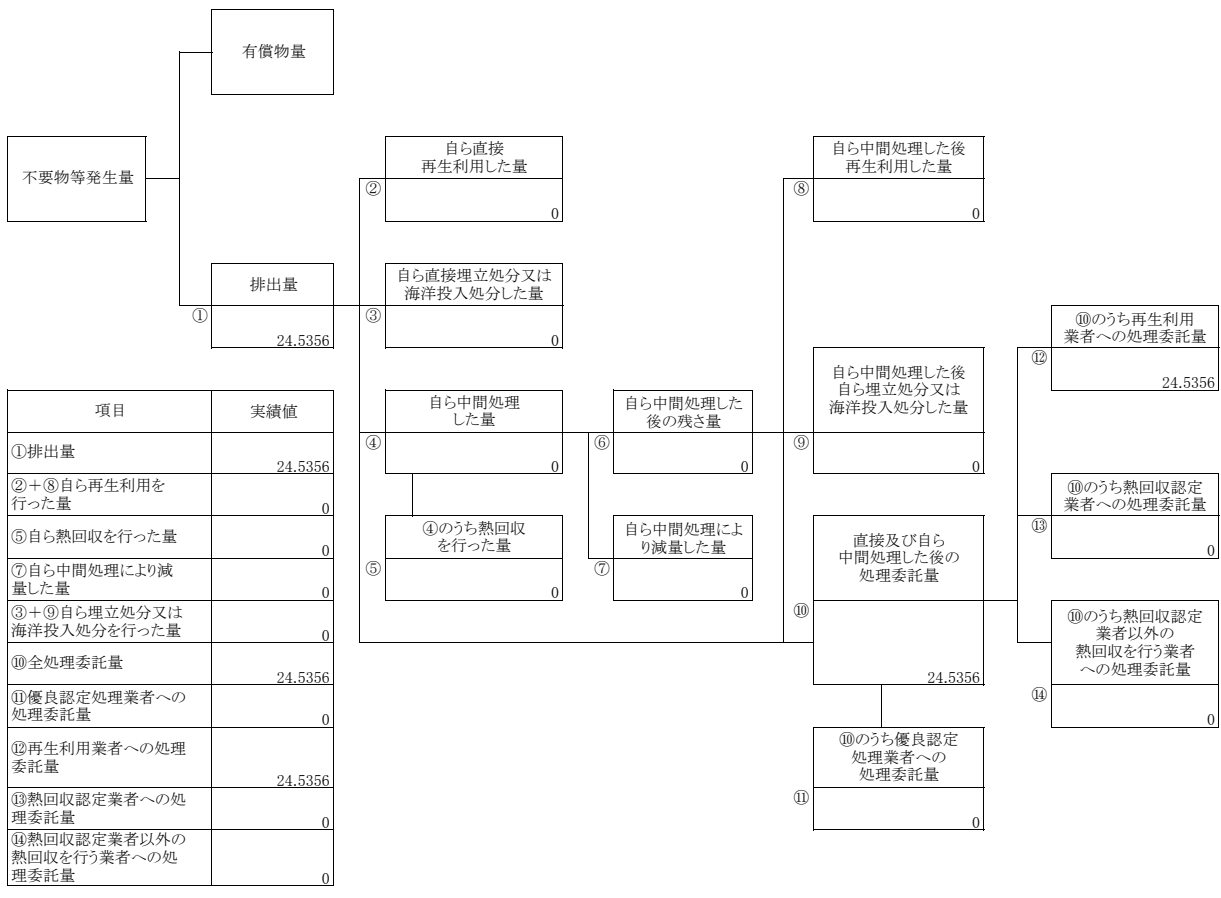 有償物量
不要物等発生量
排出量
①
24.5356
自ら直接
再生利用した量
②
0
自ら直接埋立処分又は
海洋投入処分した量
③
0
自ら中間処理
した量
④
0
④のうち熱回収
を行った量
⑤
0
自ら中間処理した
後の残さ量
⑥
0
自ら中間処理によ
り減量した量
⑦
0
自ら中間処理した後
再生利用した量
⑧
0
自ら中間処理した後
自ら埋立処分又は
海洋投入処分した量
⑨
0
直接及び自ら
中間処理した後の
処理委託量
⑩
24.5356
⑩のうち優良認定
処理業者への
処理委託量
⑪
0
⑩のうち再生利用
業者への処理委託量
⑫
24.5356
⑩のうち熱回収認定
業者への処理委託量
⑬
0
⑩のうち熱回収認定
業者以外の
熱回収を行う業者
への処理委託量
⑭
0
項目 実績値
①排出量
24.5356
②＋⑧自ら再生利用を
行った量
0
⑤自ら熱回収を行った量
0
⑦自ら中間処理により減
量した量
0
③＋⑨自ら埋立処分又は
海洋投入処分を行った量
0
⑩全処理委託量
24.5356
⑪優良認定処理業者への
処理委託量
0
⑫再生利用業者への処理
委託量
24.5356
⑬熱回収認定業者への処
理委託量
0
⑭熱回収認定業者以外の
熱回収を行う業者への処
理委託量
0